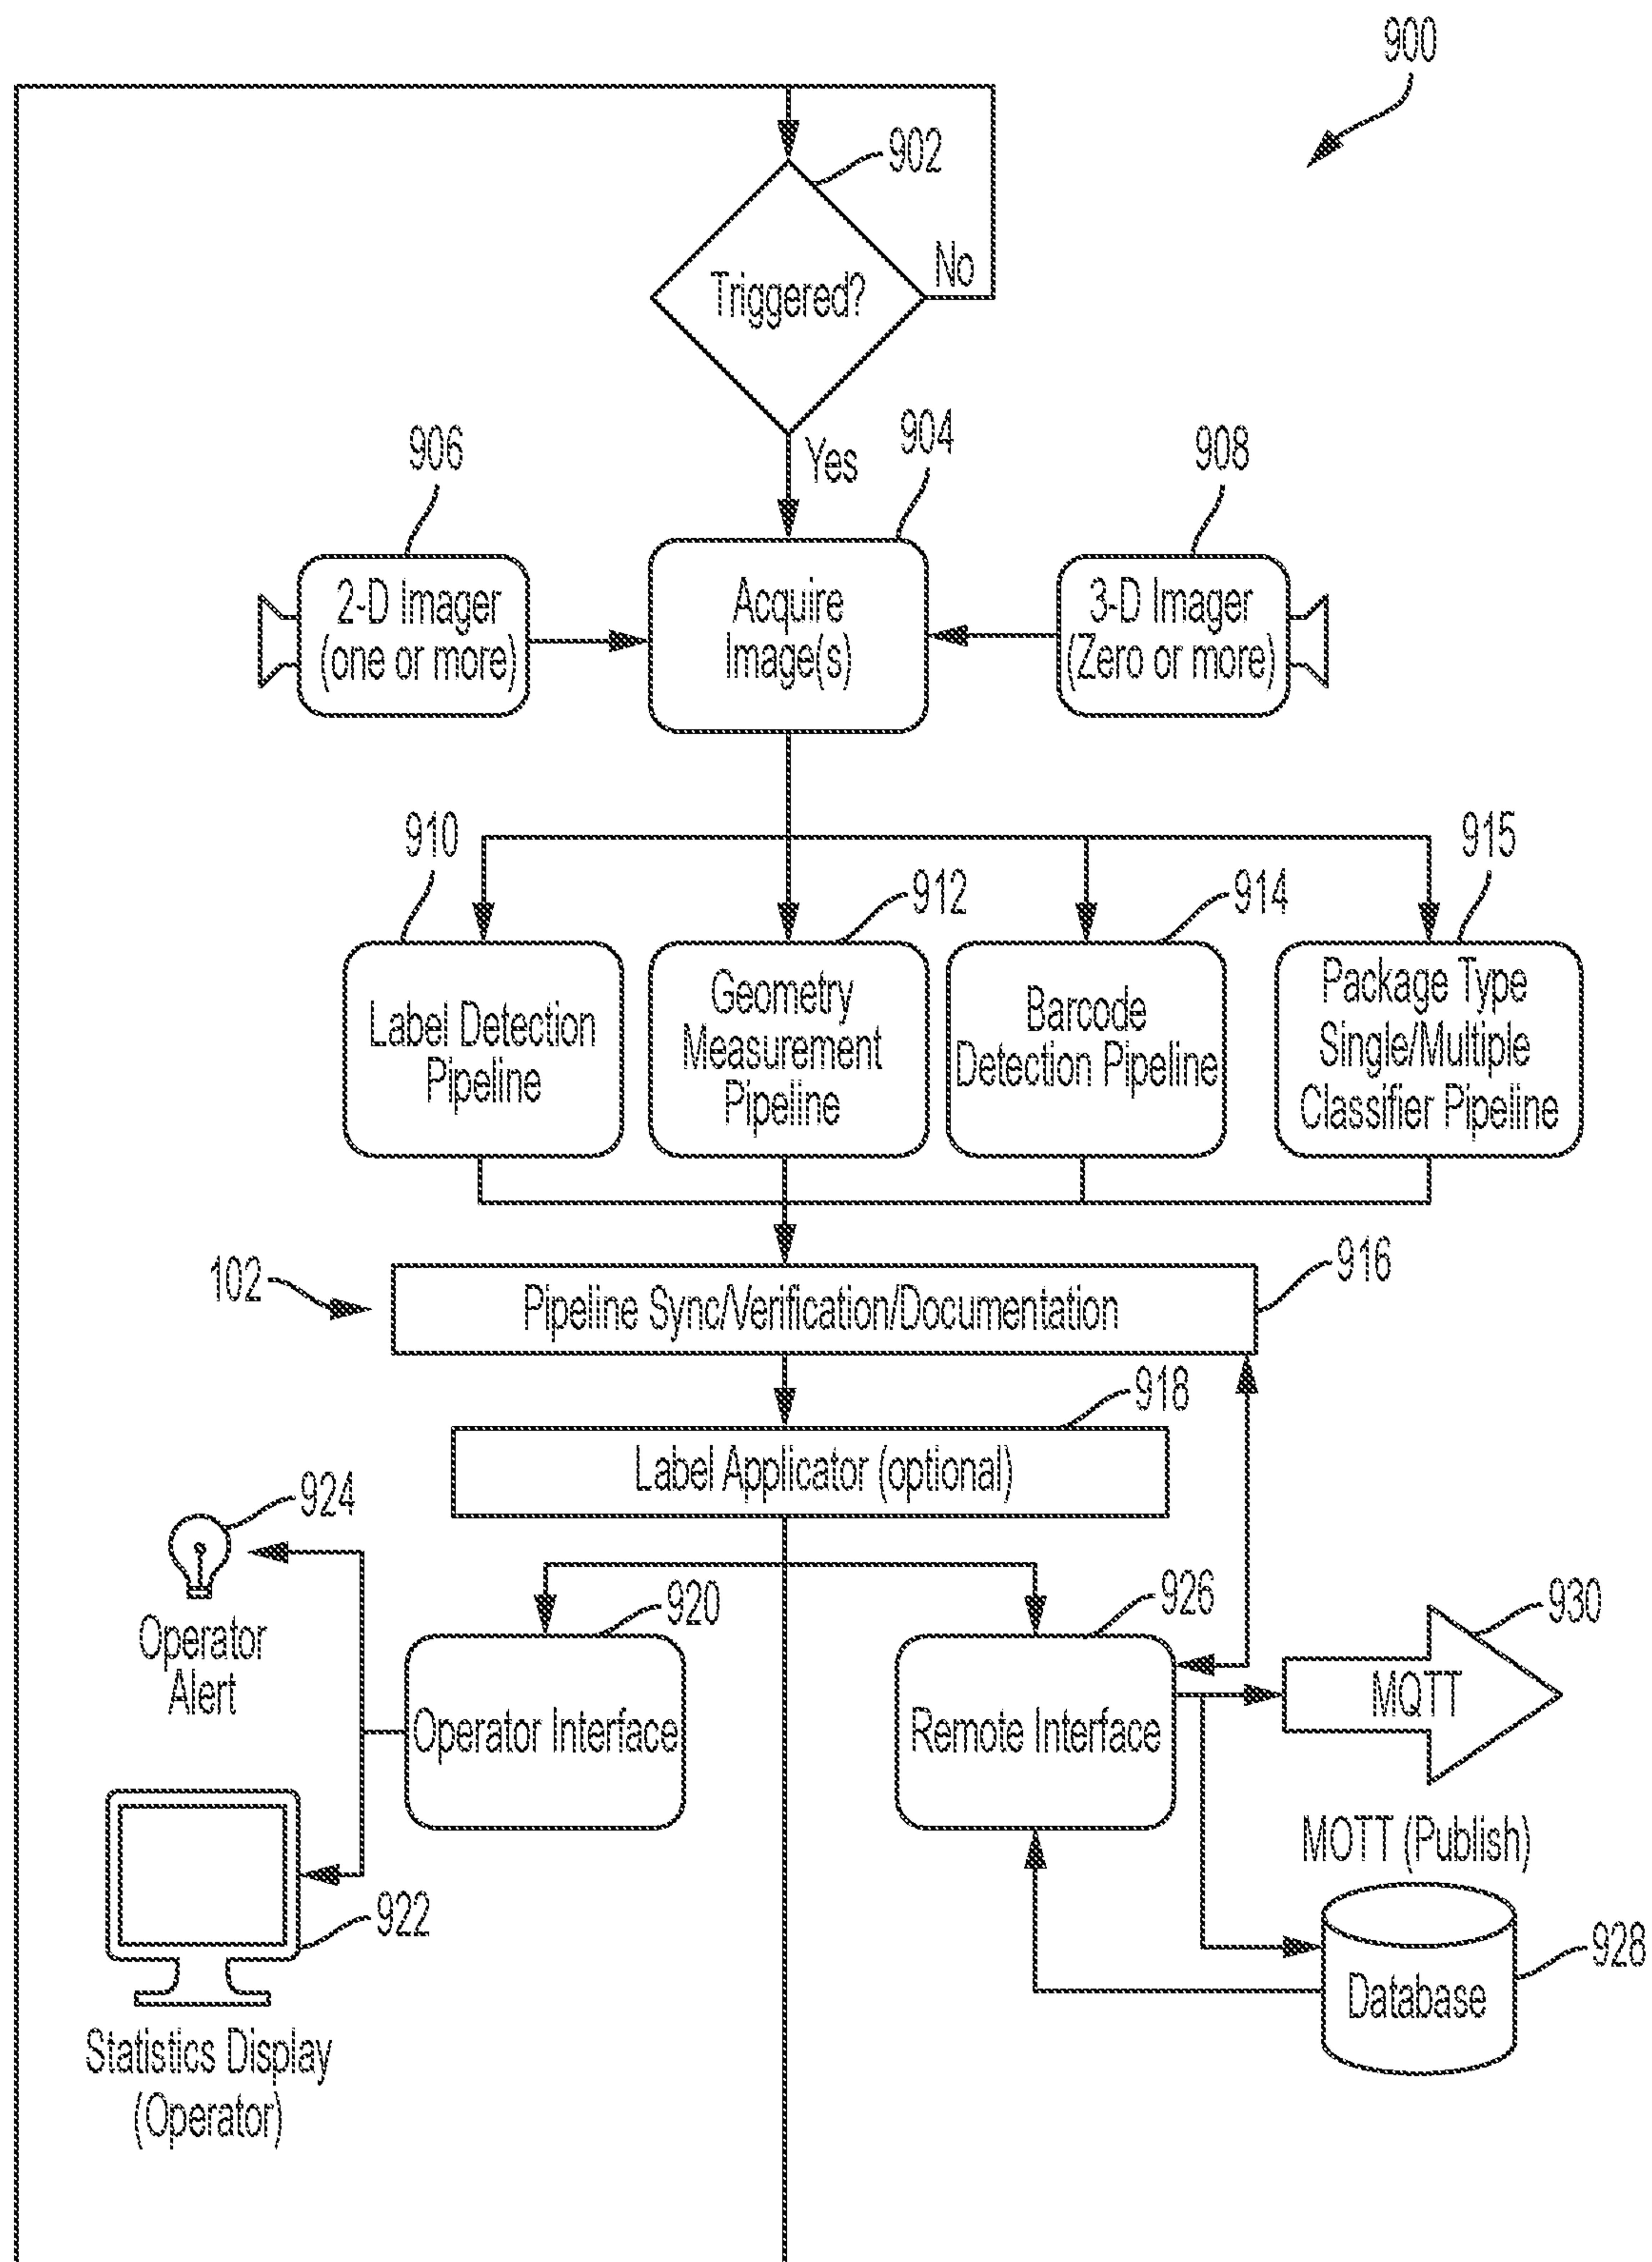 900
902
Triggered?
No
Yes
904
906
908
2-D Imager
(one or more)
Acquire
Image(s)
3-D Imager
(Zero or more)
910
912
914
915
Label Detection
Pipeline
Geometry
Measurement
Pipeline
Barcode
Detection Pipeline
Package Type
Single/Multiple
Classifier Pipeline
102
916
Pipeline Sync/Verification/Documentation
918
Label Applicator (optional)
924
Operator
Alert
920
Operator Interface
926
Remote Interface
930
MQTT
MOTT (Publish)
922
Statistics Display
(Operator)
928
Database